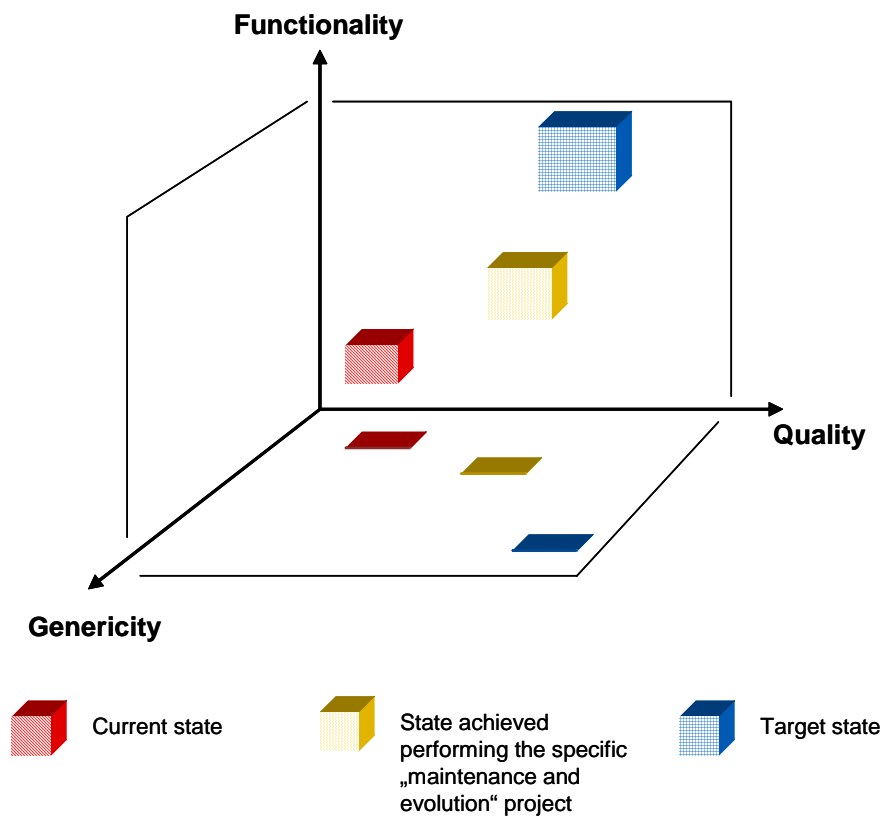 Functionality
Quality
Genericity
Current state
State achieved
performing the specific
„maintenance and
evolution“ project
Target state